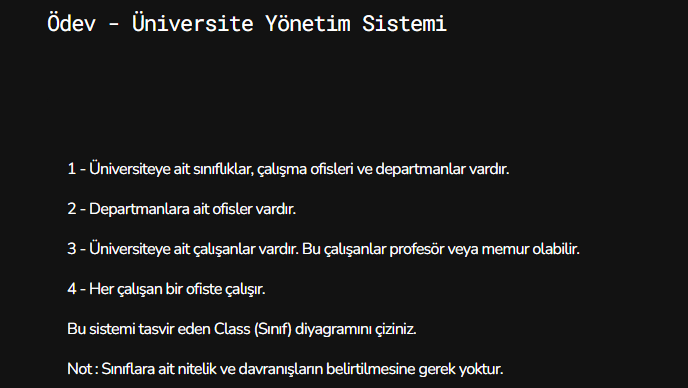 Ödev - Üniversite Yönetim Sistemi
1 - Üniversiteye ait sınıflıklar, çalışma ofisleri ve departmanlar vardır.
2 - Departmanlara ait ofisler vardır.
3 - Üniversiteye ait çalışanlar vardır. Bu çalışanlar profesör veya memur olabilir.
4 - Her çalışan bir ofiste çalışır.
Bu sistemi tasvir eden Class (Sınıf) diyagramını çiziniz.
Not : Sınıflara ait nitelik ve davranışların belirtilmesine gerek yoktur.